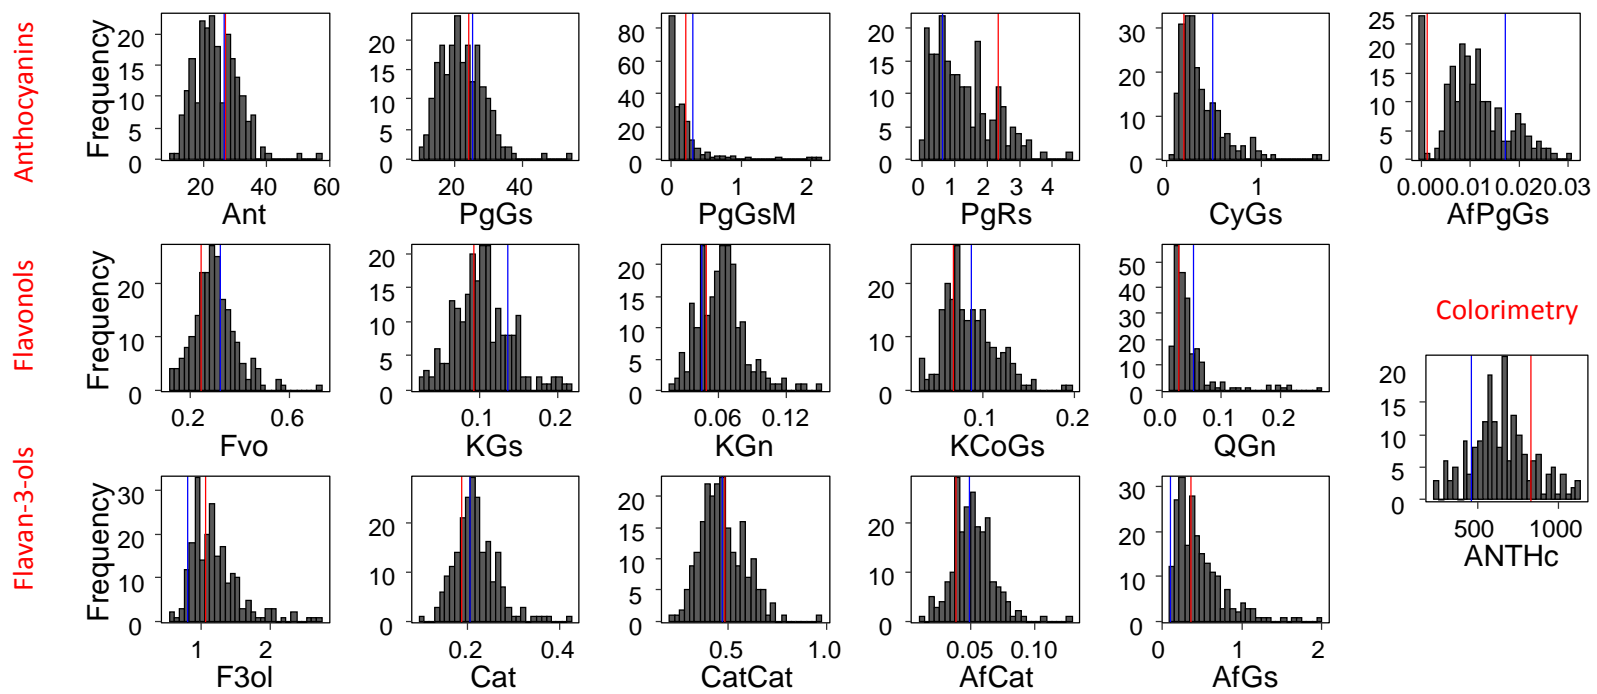 Anthocyanins
Frequency
0 5 10 15 20
20 40 60
Ant
0 5 10 15 20
20 40
PgGs
0 20 40 60 80
0 1 2
PgGsM
0 5 10 15 20
0 1 2 3 4
PgRs
0 10 20 30
0 1
CyGs
0 5 10 15 20 25
0.000 0.010 0.020 0.03
AfPgGs
Flavonols
Frequency
0 10 20
0.2 0.6
Fvo
0 5 10 15 20
0.1 0.2
KGs
0 5 10 15 20
0.06 0.12
KGn
0 10 20
0.1 0.2
KCoGs
0 10 20 30 40 50
0.0 0.1 0.2
QGn
Colorimetry
0 5 10 15 20
500 1000
ANTHc
Flavan-3-ols
Frequency
0 10 20 30
1 2
F3ol
0 10 20
0.2 0.4
Cat
0 5 10 15 20
0.5 1.0
CatCat
0 10 20
0.05 0.10
AfCat
0 10 20 30
0 1 2
AfGs